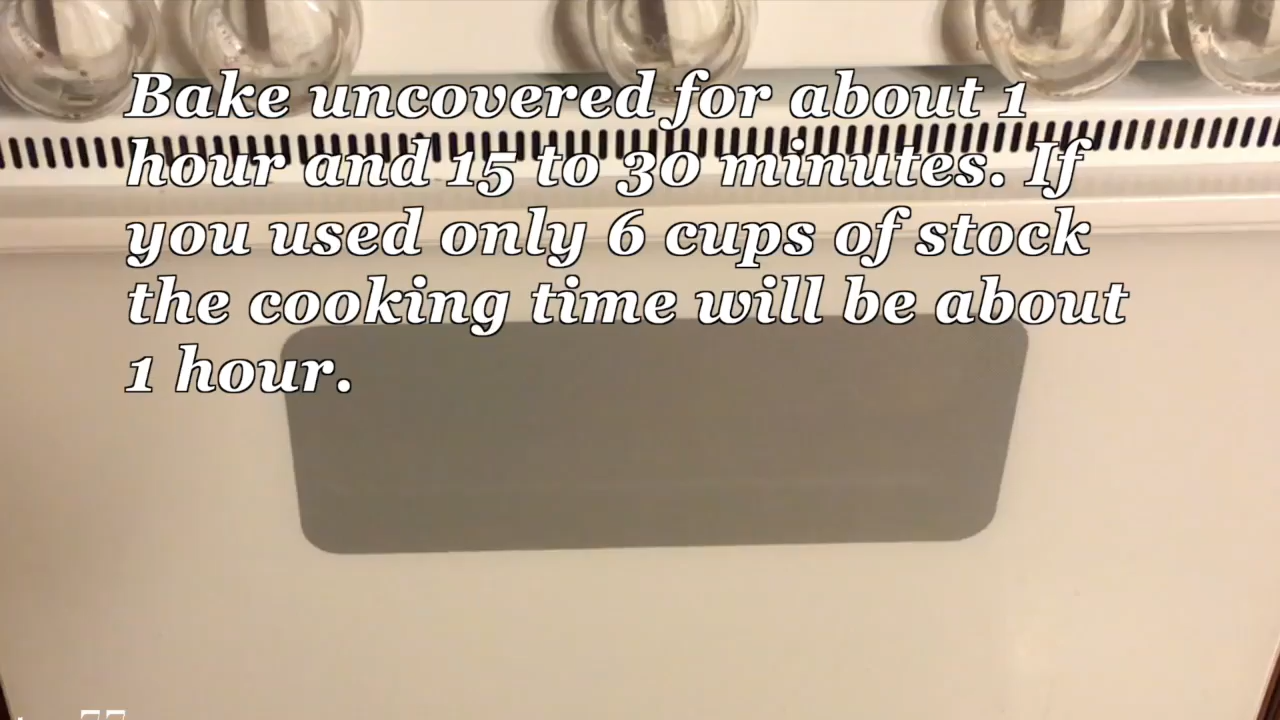 Bake uncovered for about 1
hour and 15 to 30 minutes. If
you used only 6 cups of stock
the cooking time will be about
1 hour.